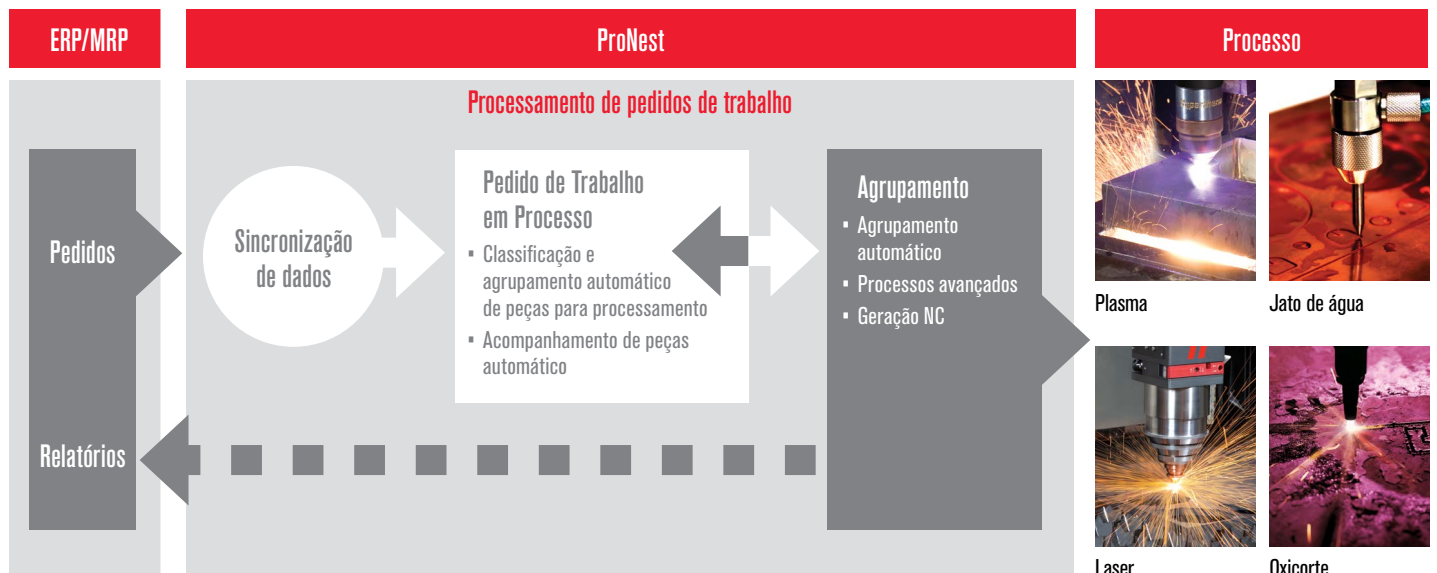 ERP/MRP
ProNest
Processo
Processamento de pedidos de trabalho
Pedidos
Relatórios
Sincronização
de dados
Pedido de Trabalho
em Processo
▪ Classificação e
agrupamento automático
de peças para processamento
▪ Acompanhamento de peças
automático
Agrupamento
▪ Agrupamento
automático
▪ Processos avançados
▪ Geração NC
Plasma
Jato de água
Laser
Oxicorte